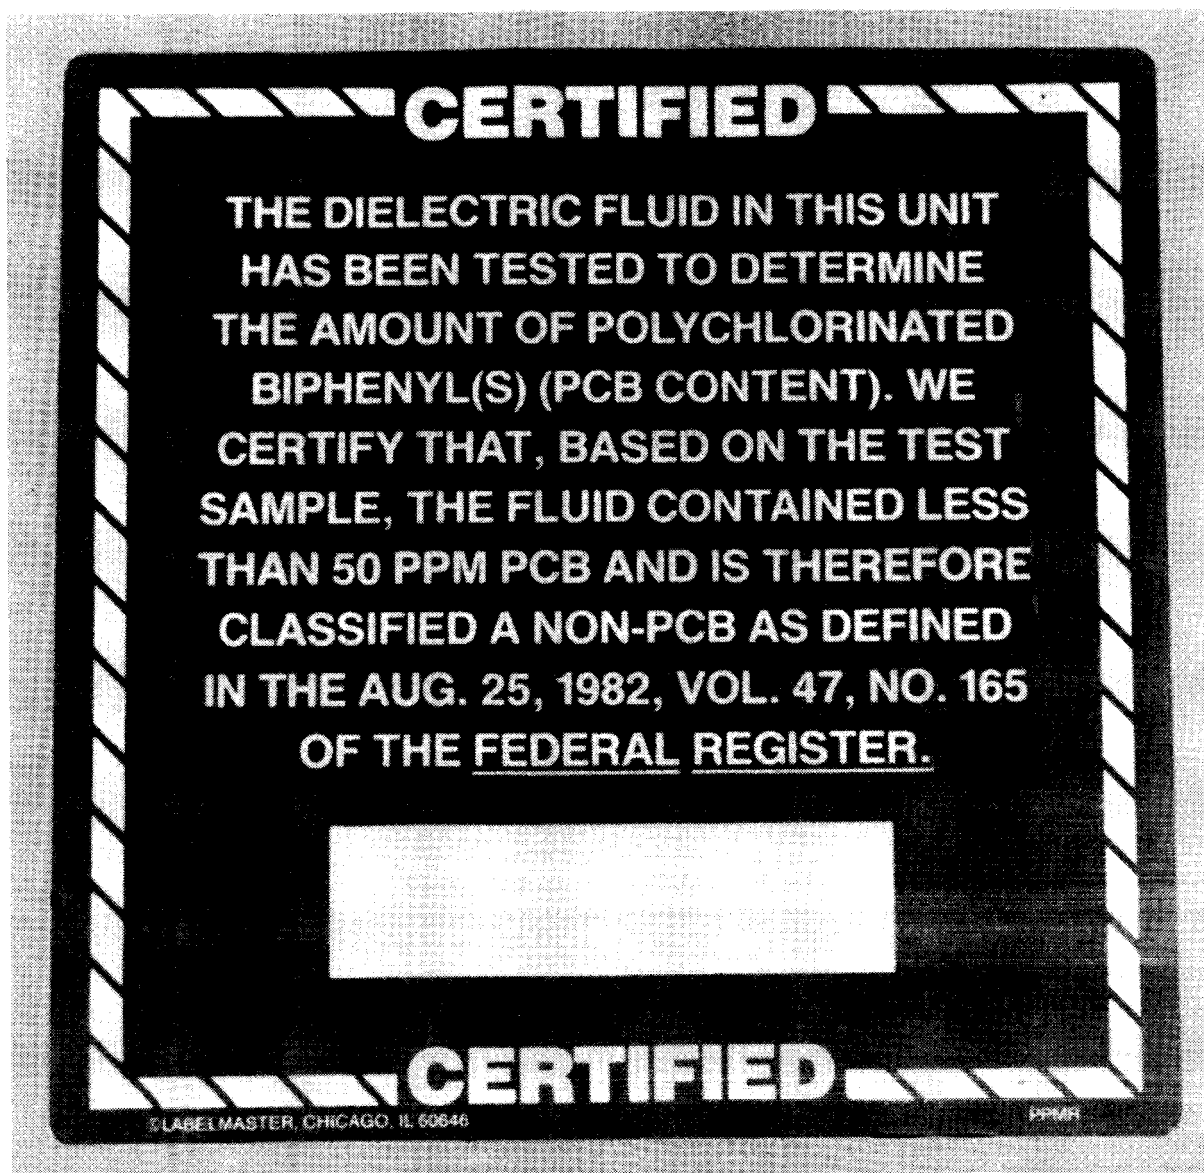 CERTIFIED
THE DIELECTRIC FLUID IN THIS UNIT
HAS BEEN TESTED TO DETERMINE
THE AMOUNT OF POLYCHLORINATED
BIPHENYL(S) (PCB CONTENT). WE
CERTIFY THAT, BASED ON THE TEST
SAMPLE, THE FLUID CONTAINED LESS
THAN 50 PPM PCB AND IS THEREFORE
CLASSIFIED A NON-PCB AS DEFINED
IN THE AUG. 25, 1982, VOL. 47, NO. 165
OF THE FEDERAL REGISTER.
CERTIFIED
©LABELMASTER, CHICAGO, IL 60646